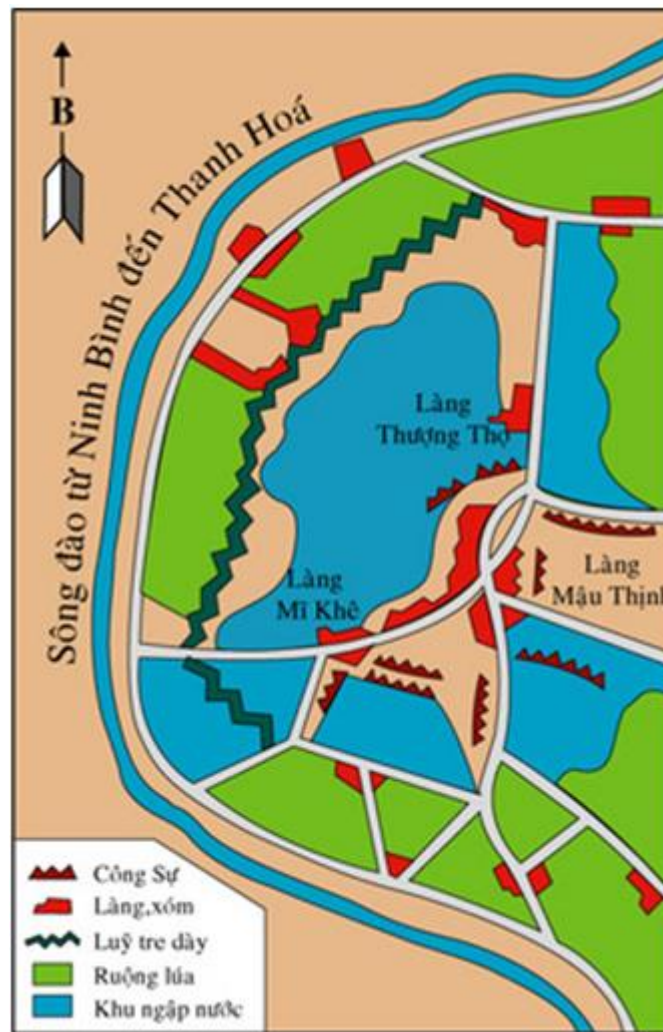 B
Sông đào từ Ninh Bình đến Thanh Hoá
Làng
Thượng Thọ
Làng
Mĩ Khê
Làng
Mậu Thịnh
Công Sự
Làng,xóm
Luỹ tre dày
Ruộng lúa
Khu ngập nước